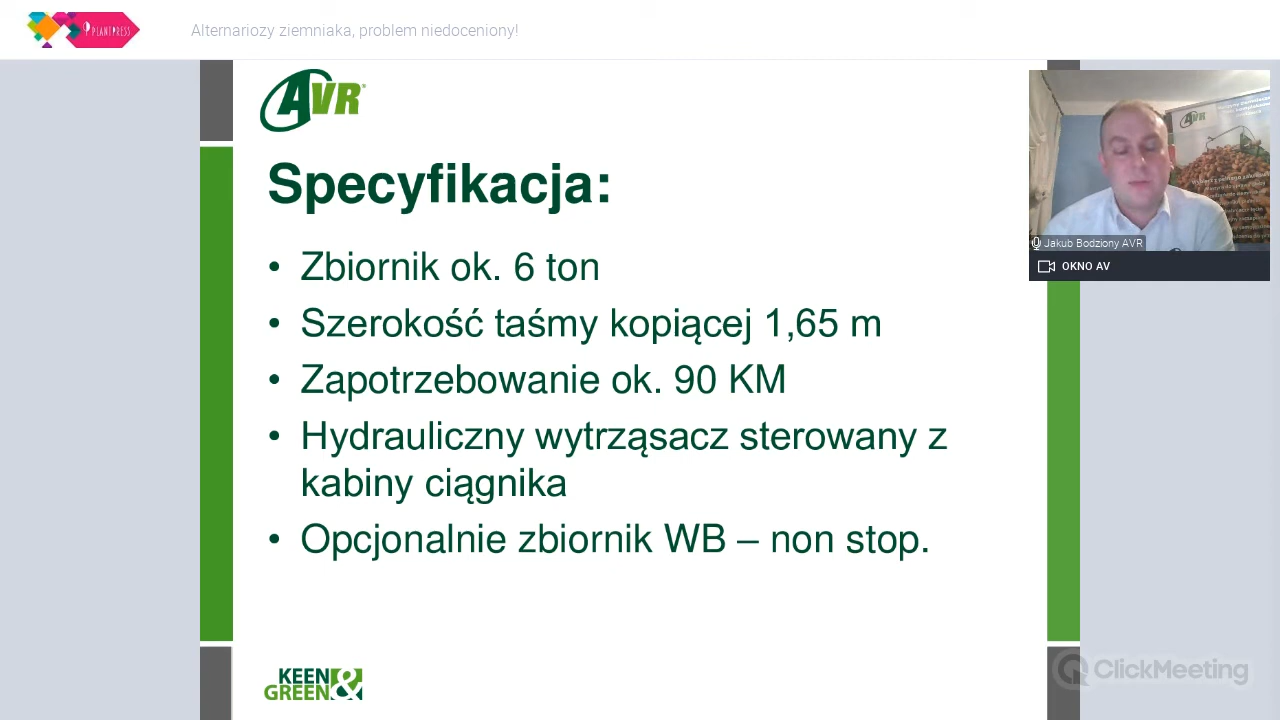 PLANTPRESS
Alternariozy ziemniaka, problem niedoceniony!
AVR
Specyfikacja:
• Zbiornik ok. 6 ton
• Szerokość taśmy kopiącej 1,65 m
• Zapotrzebowanie ok. 90 KM
• Hydrauliczny wytrząsacz sterowany z
kabiny ciągnika
• Opcjonalnie zbiornik WB – non stop.
KEEN
GREEN&
AVR
Jakub Bodziony AVR
OKNO AV
ClickMeeting